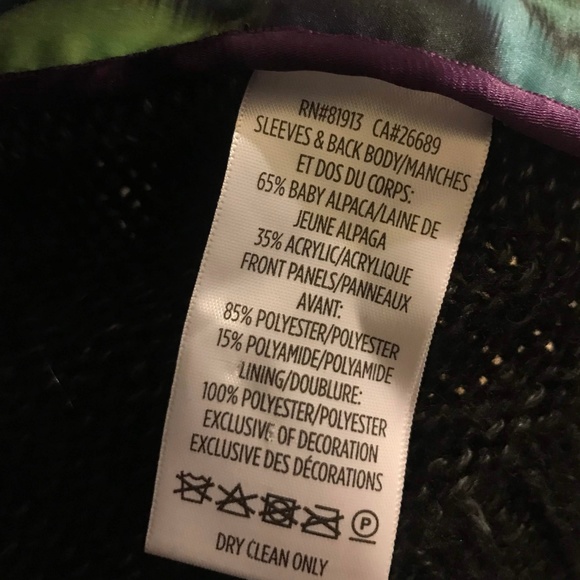 RN#81913 CA#26689
SLEEVES & BACK BODY/MANCHES
ET DOS DU CORPS:
65% BABY ALPACA/LAINE DE
JEUNE ALPAGA
35% ACRYLIC/ACRYLIQUE
FRONT PANELS/PANNEAUX
AVANT:
85% POLYESTER/POLYESTER
15% POLYAMIDE/POLYAMIDE
LINING/DOUBLURE:
100% POLYESTER/POLYESTER
EXCLUSIVE OF DECORATION
EXCLUSIVE DES DÉCORATIONS
P
DRY CLEAN ONLY